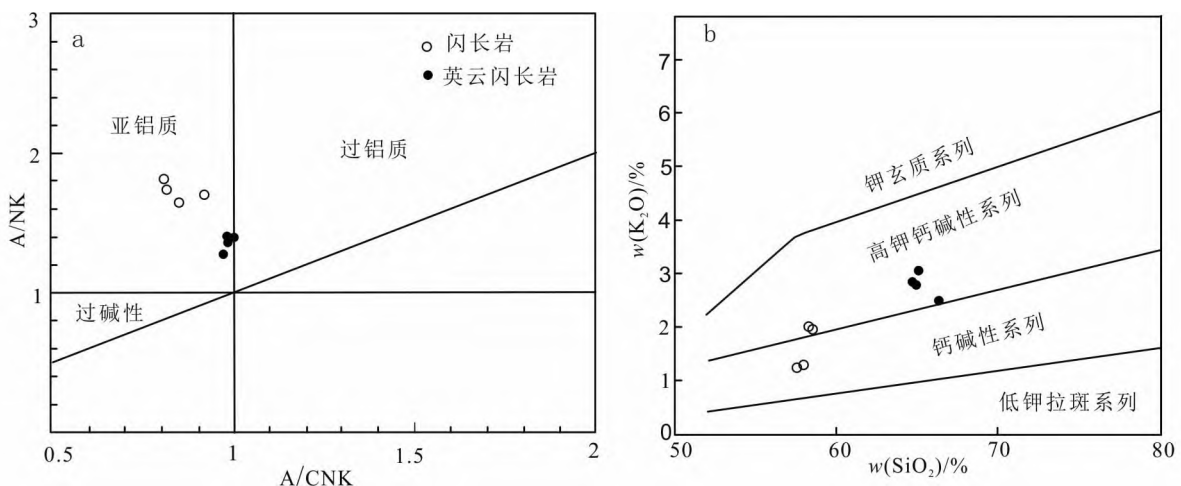 a
闪长岩
英云闪长岩
亚铝质
过铝质
过碱性
3
2
1
0
0.5
1
1.5
2
A/NK
A/CNK
b
钾玄质系列
高钾钙碱性系列
钙碱性系列
低钾拉斑系列
7
6
5
4
3
2
1
0
50
60
70
80
w(K₂O)/%
w(SiO₂)/%